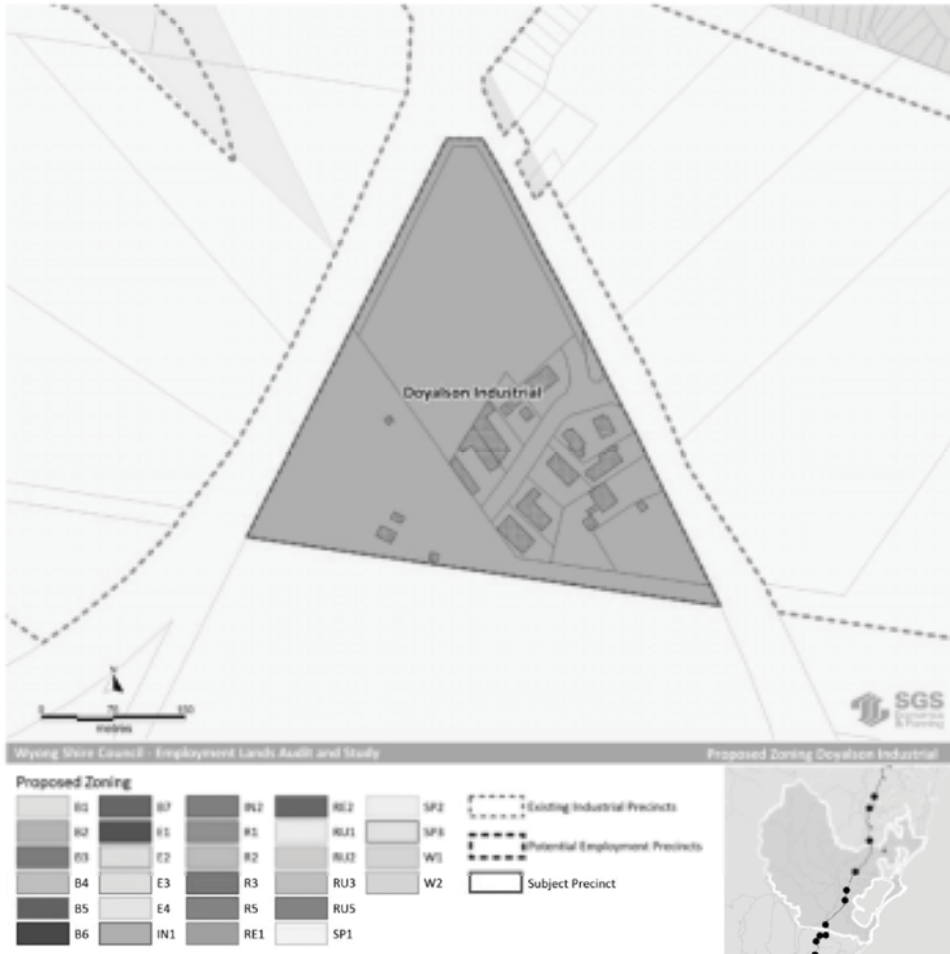 Doyalson Industrial
N
0 75 150
metres
SGS
Economics
& Planning
Wyong Shire Council - Employment Lands Audit and Study
Proposed Zoning Doyalson Industrial
Proposed Zoning
B1 B7 IN2 RE2 SP2 Existing Industrial Precincts
B2 E1 R1 RU1 SP3
B3 E2 R2 RU2 W1 Potential Employment Precincts
B4 E3 R3 RU3 W2 Subject Precinct
B5 E4 R5 RU5
B6 IN1 RE1 SP1